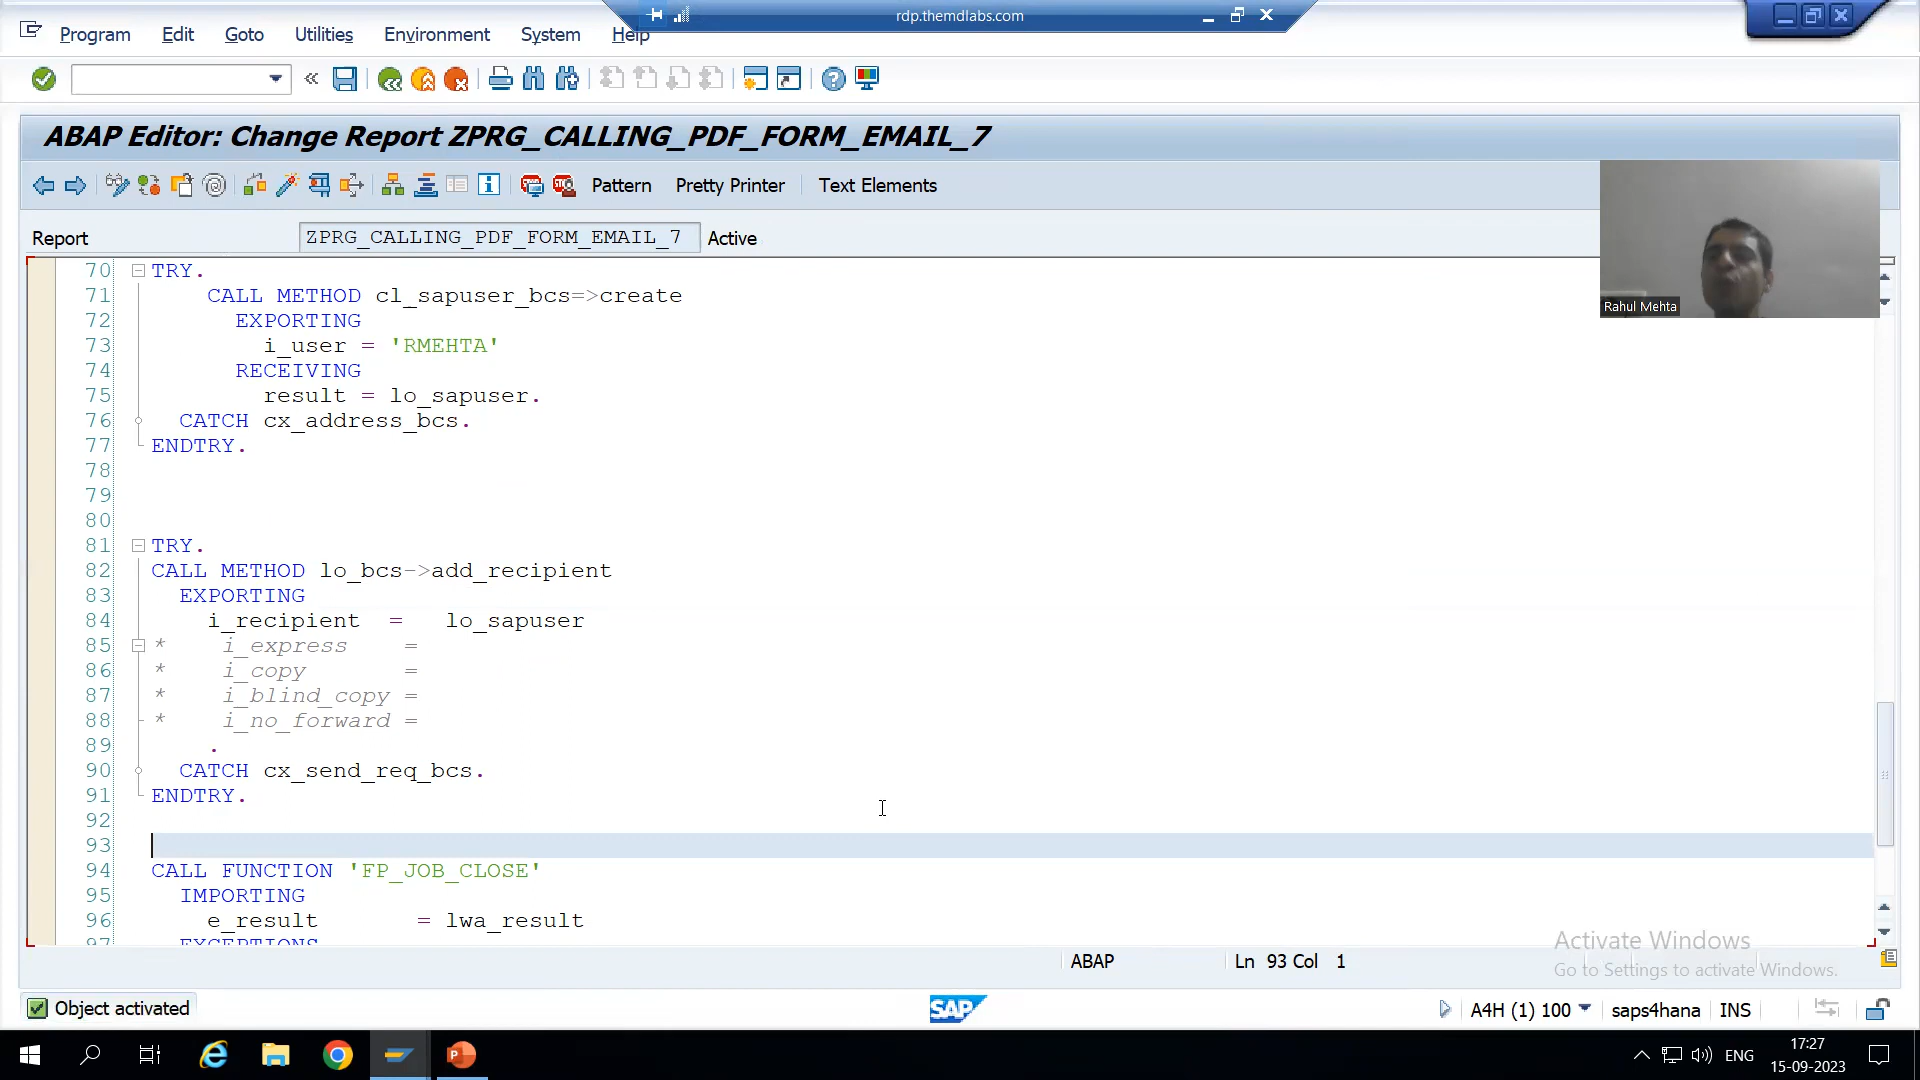 rdp.themdlabs.com
Program Edit Goto Utilities Environment System Help
ABAP Editor: Change Report ZPRG_CALLING_PDF_FORM_EMAIL_7
Pattern Pretty Printer Text Elements
Report ZPRG_CALLING_PDF_FORM_EMAIL_7 Active
Rahul Mehta
70 TRY.
71 CALL METHOD cl_sapuser_bcs=>create
72 EXPORTING
73 i_user = 'RMEHTA'
74 RECEIVING
75 result = lo_sapuser.
76 CATCH cx_address_bcs.
77 ENDTRY.
78
79
80
81 TRY.
82 CALL METHOD lo_bcs->add_recipient
83 EXPORTING
84 i_recipient = lo_sapuser
85 * i_express =
86 * i_copy =
87 * i_blind_copy =
88 * i_no_forward =
89 .
90 CATCH cx_send_req_bcs.
91 ENDTRY.
92
93
94 CALL FUNCTION 'FP_JOB_CLOSE'
95 IMPORTING
96 e_result = lwa_result
97 EXCEPTIONS
Activate Windows
Go to Settings to activate Windows.
ABAP Ln 93 Col 1
Object activated
SAP
A4H (1) 100 saps4hana INS
ENG
17:27
15-09-2023